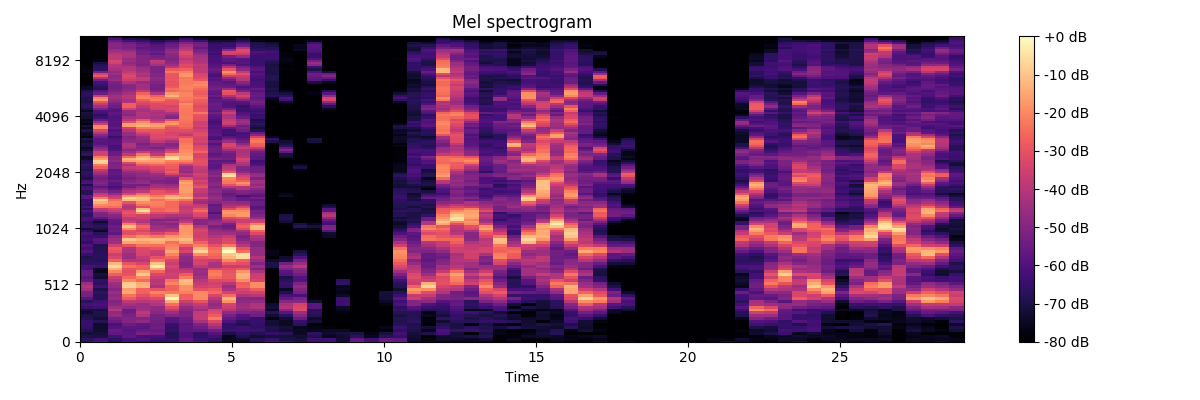 Mel spectrogram
+0 dB
8192
-10 dB
4096
-20 dB
-30 dB
2048
-40 dB
Hz
1024
-50 dB
-60 dB
512
-70 dB
0
-80 dB
0 5 10 15 20 25
Time